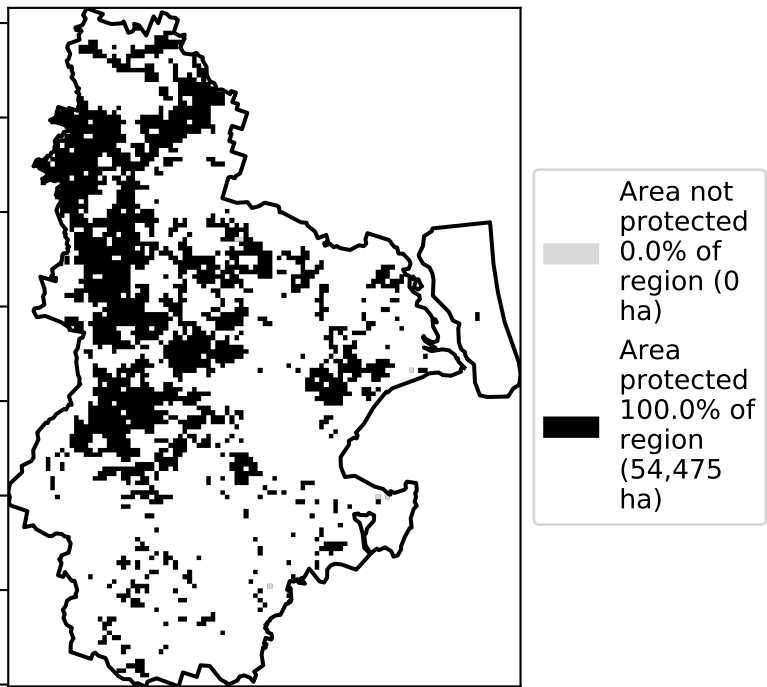 Area not
protected
0.0% of
region (0
ha)
Area
protected
100.0% of
region
(54,475
ha)